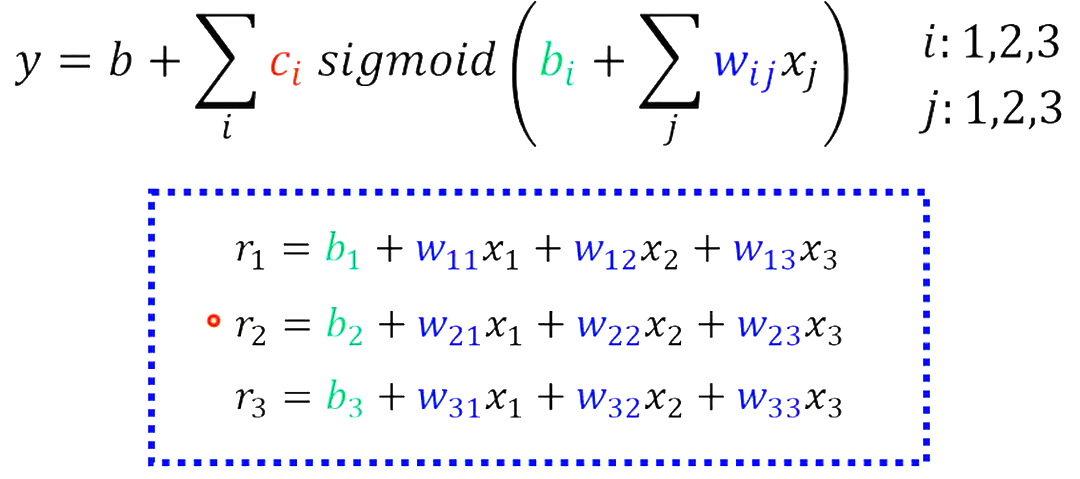 y = b + ∑_i c_i sigmoid ( b_i + ∑_j w_ij x_j )
i: 1,2,3
j: 1,2,3
r_1 = b_1 + w_11 x_1 + w_12 x_2 + w_13 x_3
r_2 = b_2 + w_21 x_1 + w_22 x_2 + w_23 x_3
r_3 = b_3 + w_31 x_1 + w_32 x_2 + w_33 x_3